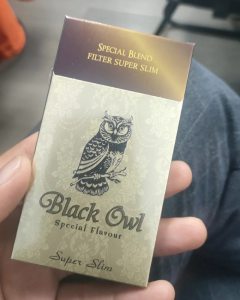 Special Blend
Filter Super Slim
Black Owl
Special Flavour
Super Slim